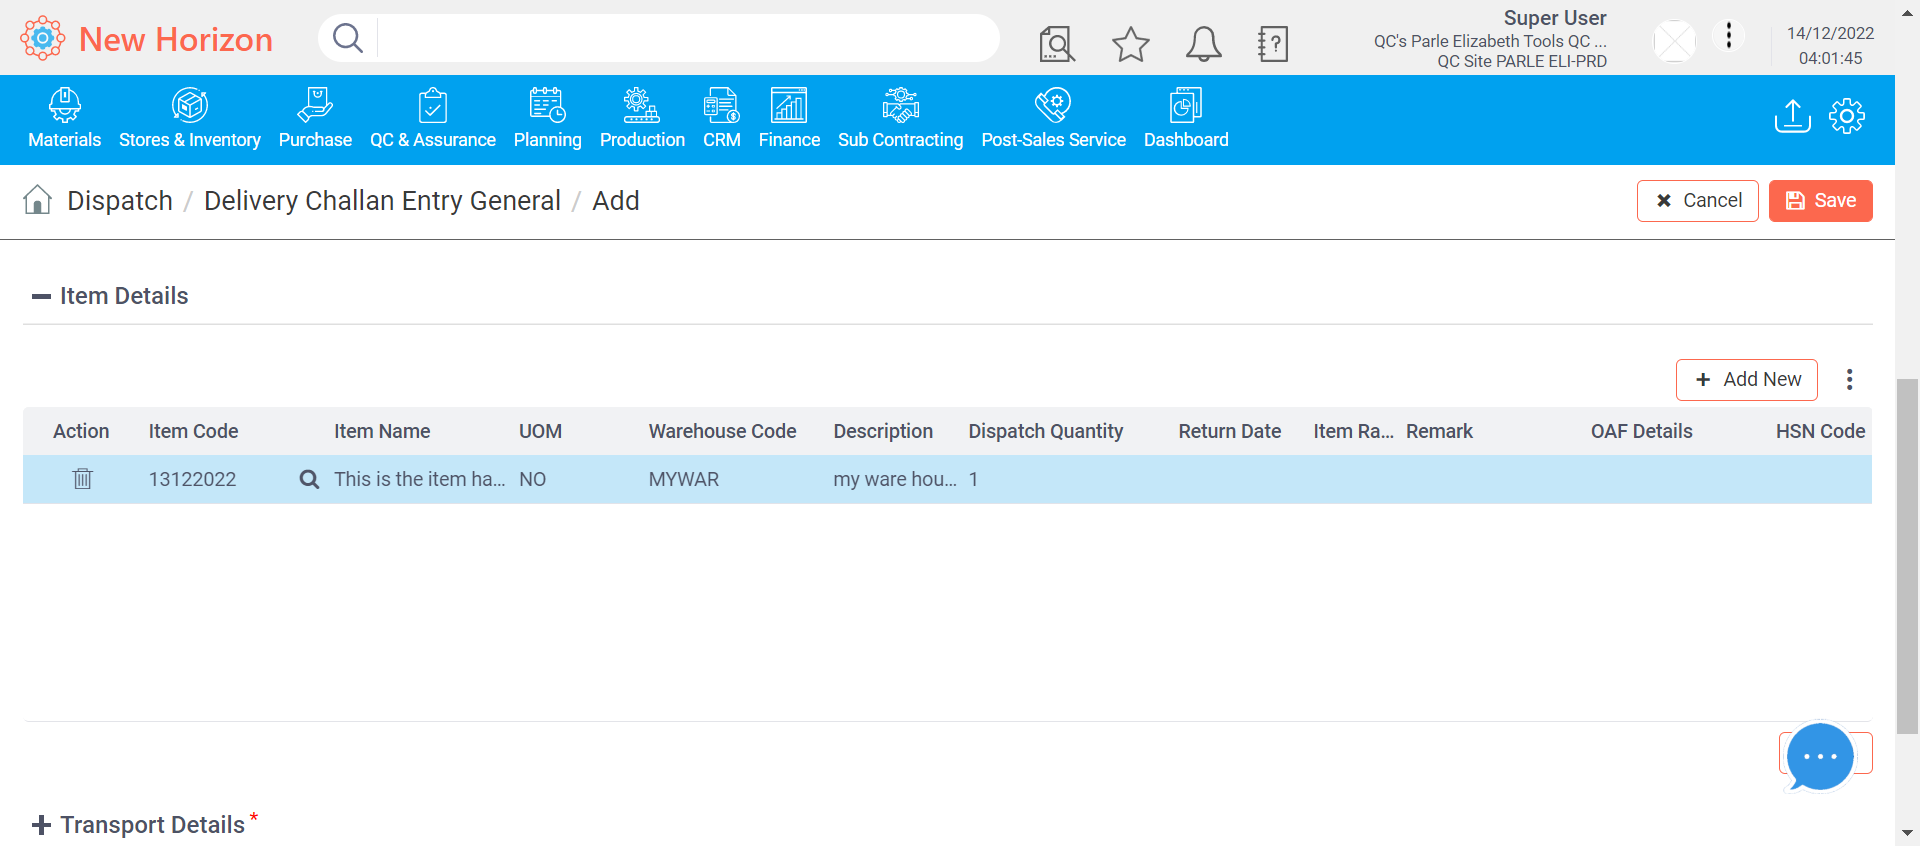 New Horizon
Super User
QC's Parle Elizabeth Tools QC ...
QC Site PARLE ELI-PRD
14/12/2022
04:01:45
Materials Stores & Inventory Purchase QC & Assurance Planning Production CRM Finance Sub Contracting Post-Sales Service Dashboard
Dispatch / Delivery Challan Entry General / Add
Cancel Save
Item Details
Add New
Action Item Code Item Name UOM Warehouse Code Description Dispatch Quantity Return Date Item Ra... Remark OAF Details HSN Code
13122022 This is the item ha... NO MYWAR my ware hou... 1
Transport Details *